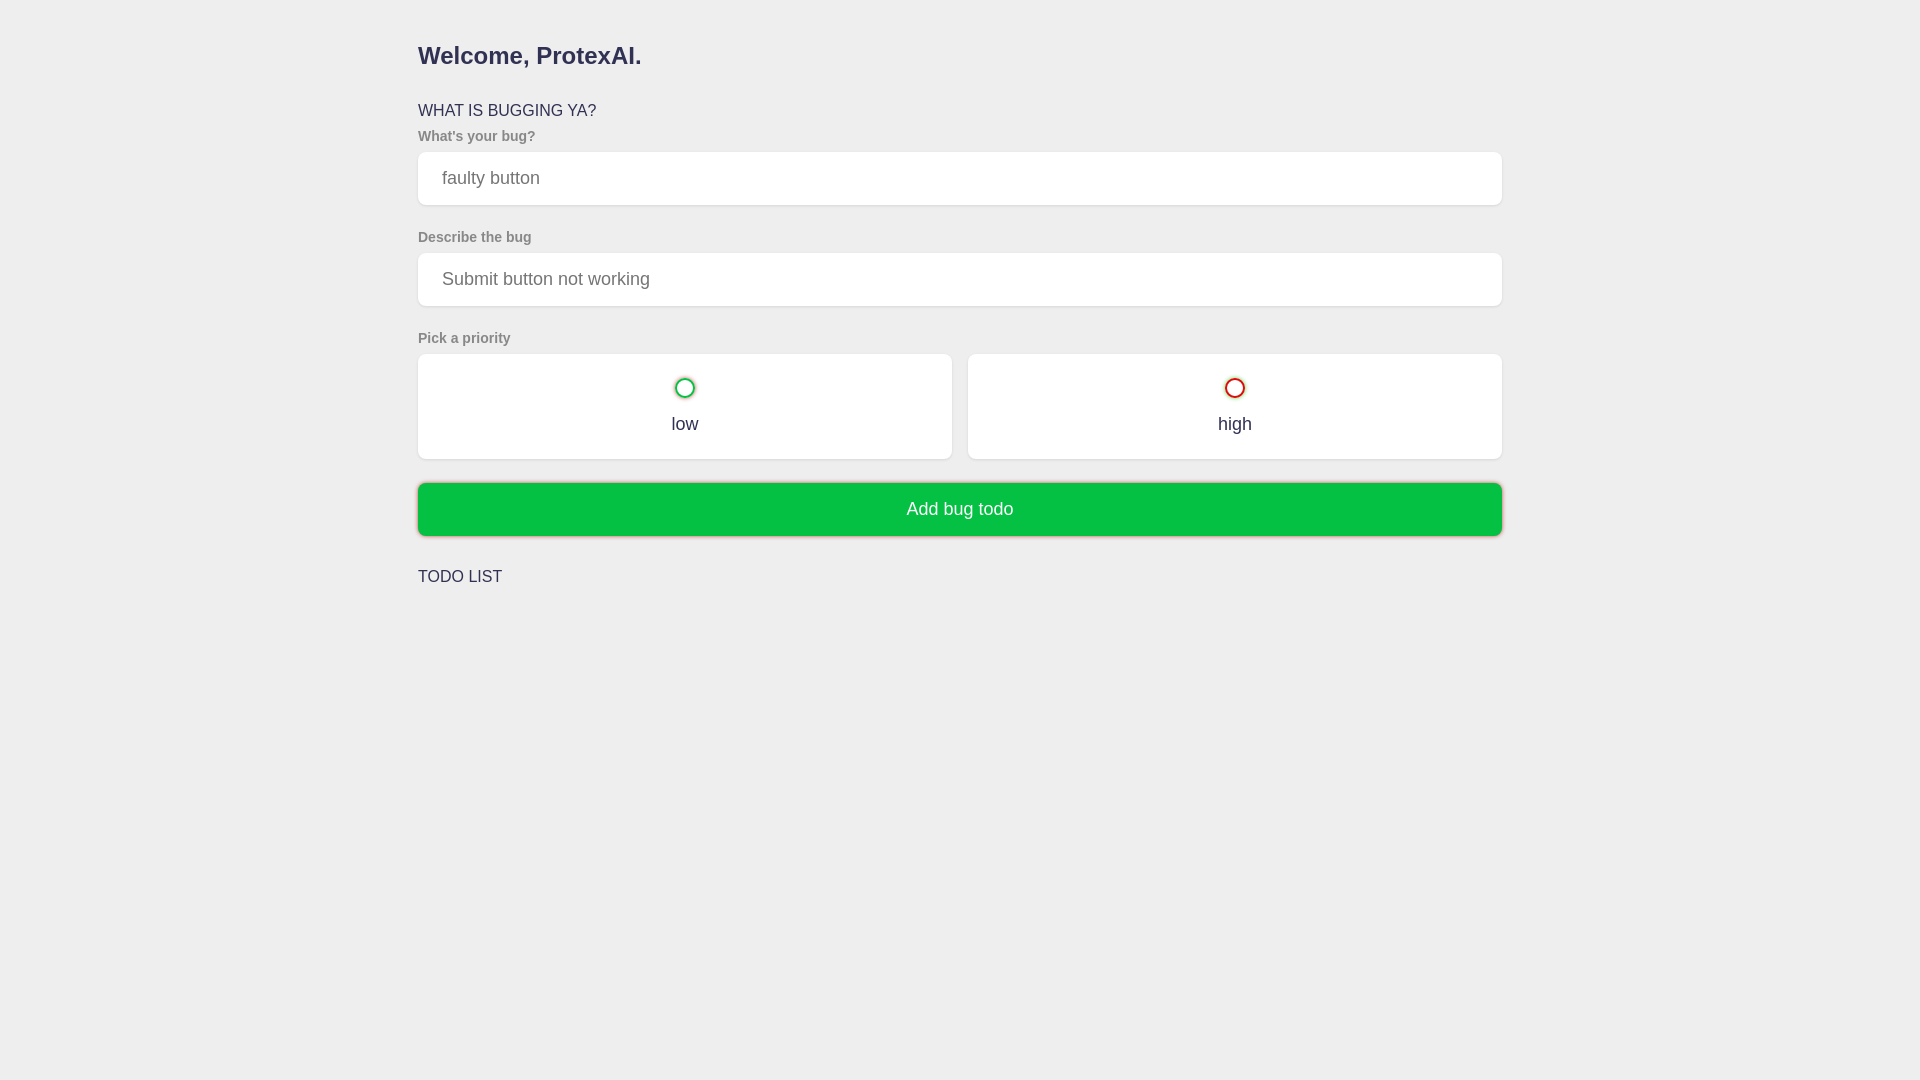 Welcome, ProtexAI.
WHAT IS BUGGING YA?
What's your bug?
faulty button
Describe the bug
Submit button not working
Pick a priority
low
high
Add bug todo
TODO LIST